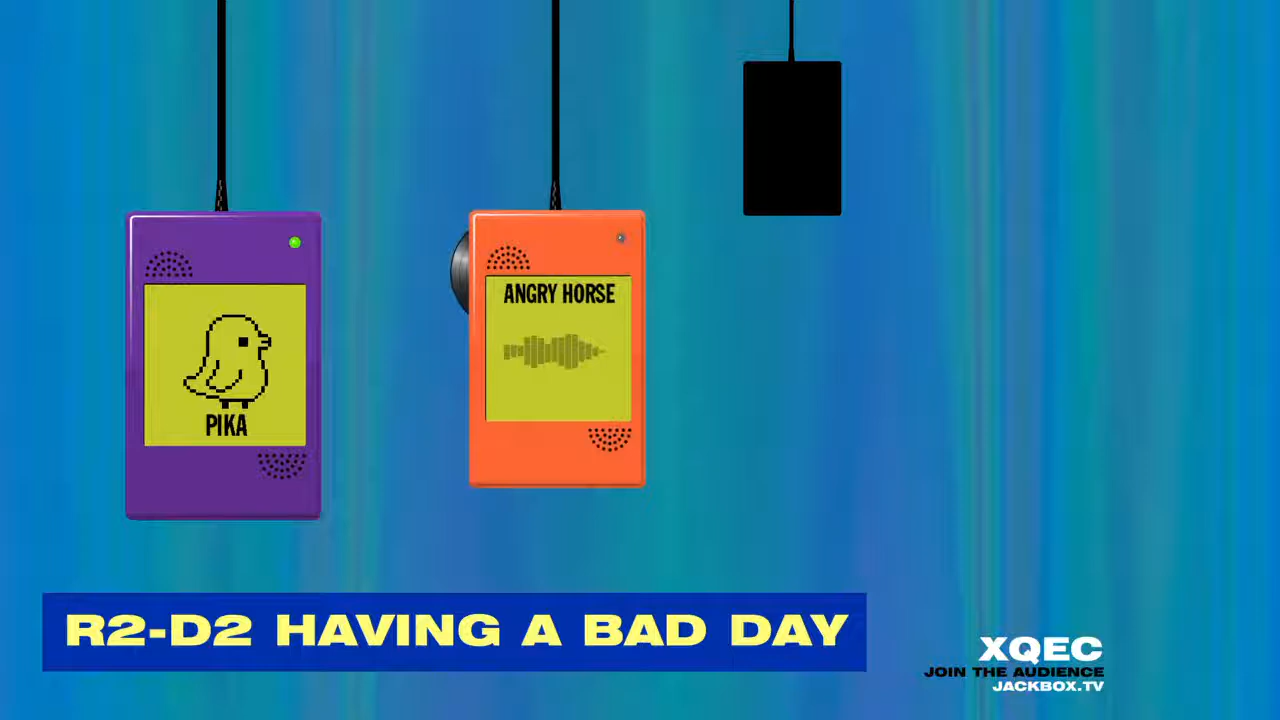 ANGRY HORSE
PIKA
R2-D2 HAVING A BAD DAY
XQEC
JOIN THE AUDIENCE
JACKBOX.TV